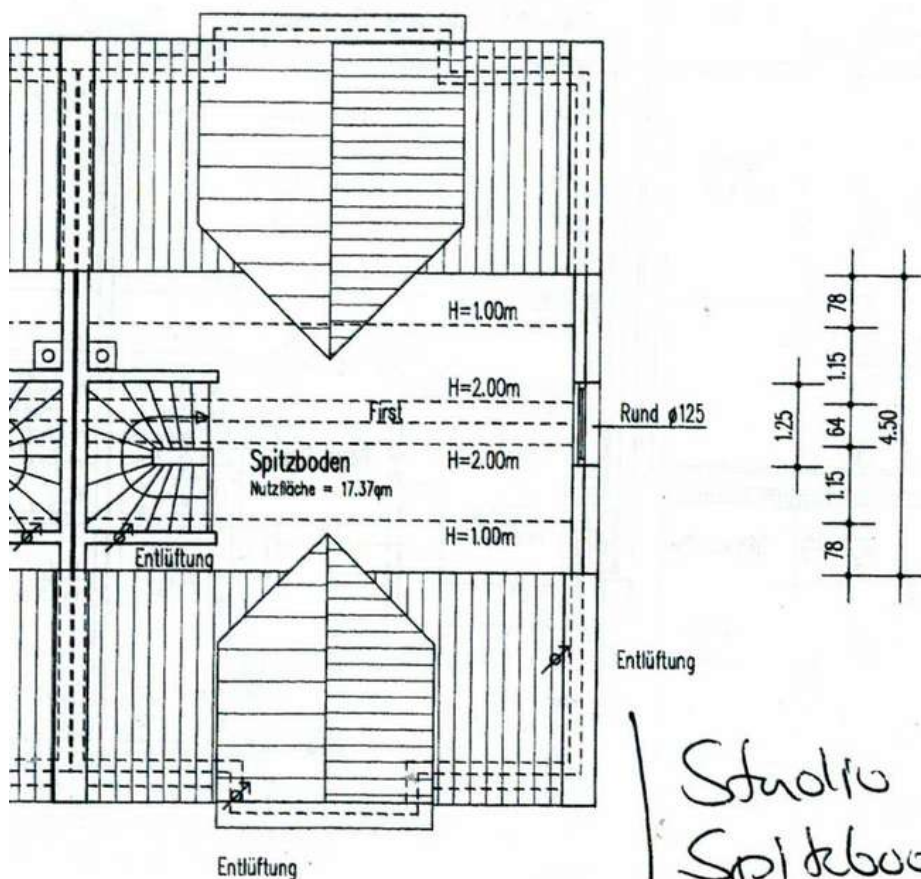 H=1.00m
H=2.00m
First
Rund ø125
H=2.00m
Spitzboden
Nutzfläche = 17.37qm
H=1.00m
Entlüftung
Entlüftung
Entlüftung
78
1.15
64
1.15
78
1.25
4.50
Studio